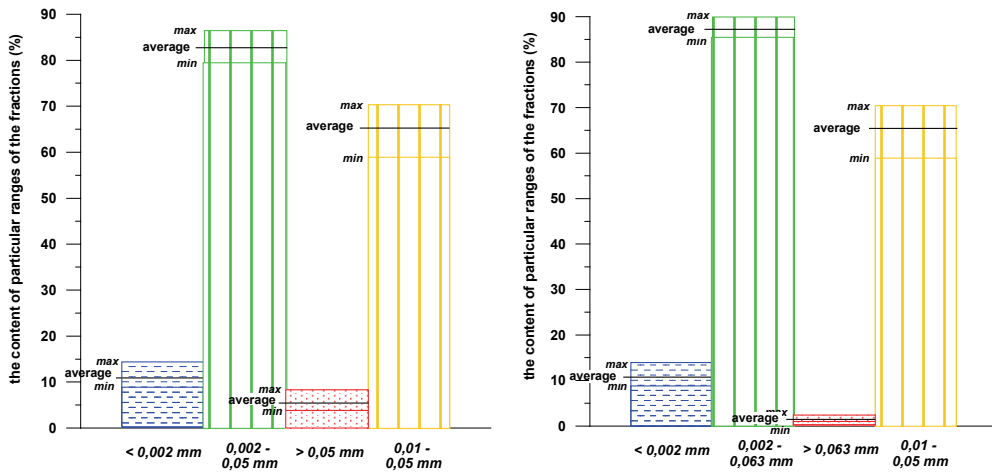 the content of particular ranges of the fractions (%)
90
80
70
60
50
40
30
20
10
0
max
average
min
max
average
min
max
average
min
max
average
min
< 0,002 mm
0,002 -
0,05 mm
> 0,05 mm
0,01 -
0,05 mm
the content of particular ranges of the fractions (%)
90
80
70
60
50
40
30
20
10
0
max
average
min
max
average
min
max
average
min
max
average
min
< 0,002 mm
0,002 -
0,063 mm
> 0,063 mm
0,01 -
0,05 mm